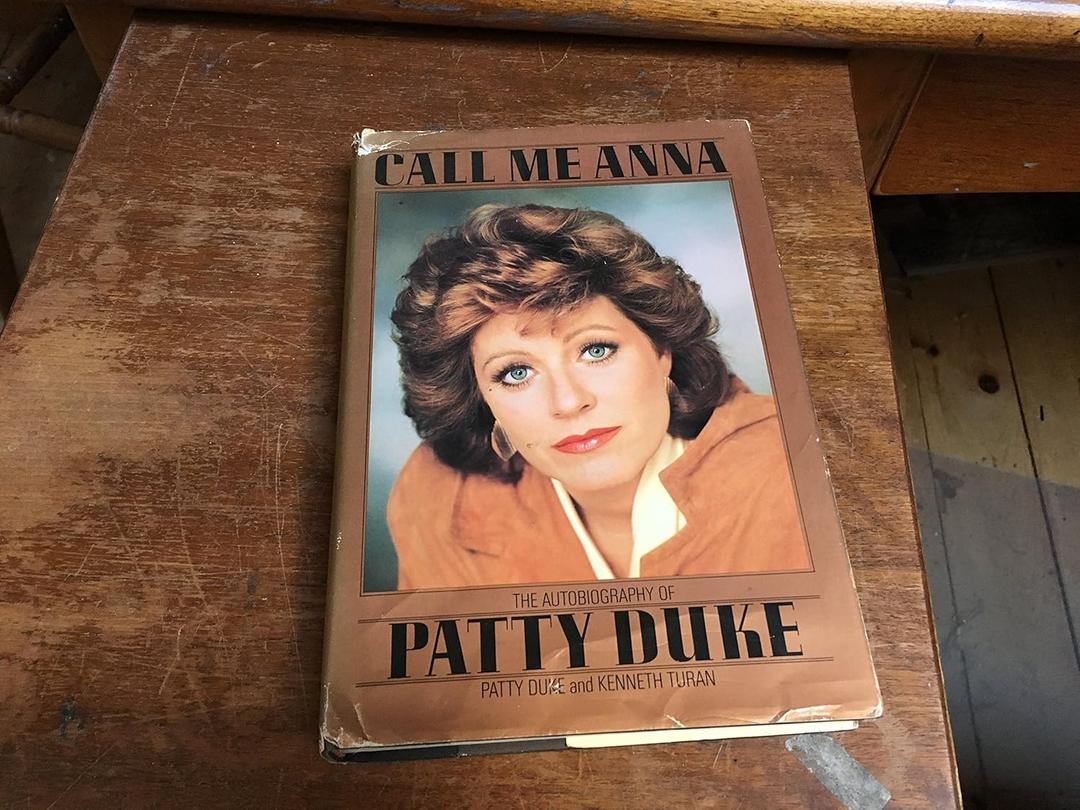 CALL ME ANNA
THE AUTOBIOGRAPHY OF
PATTY DUKE
PATTY DUKE and KENNETH TURAN